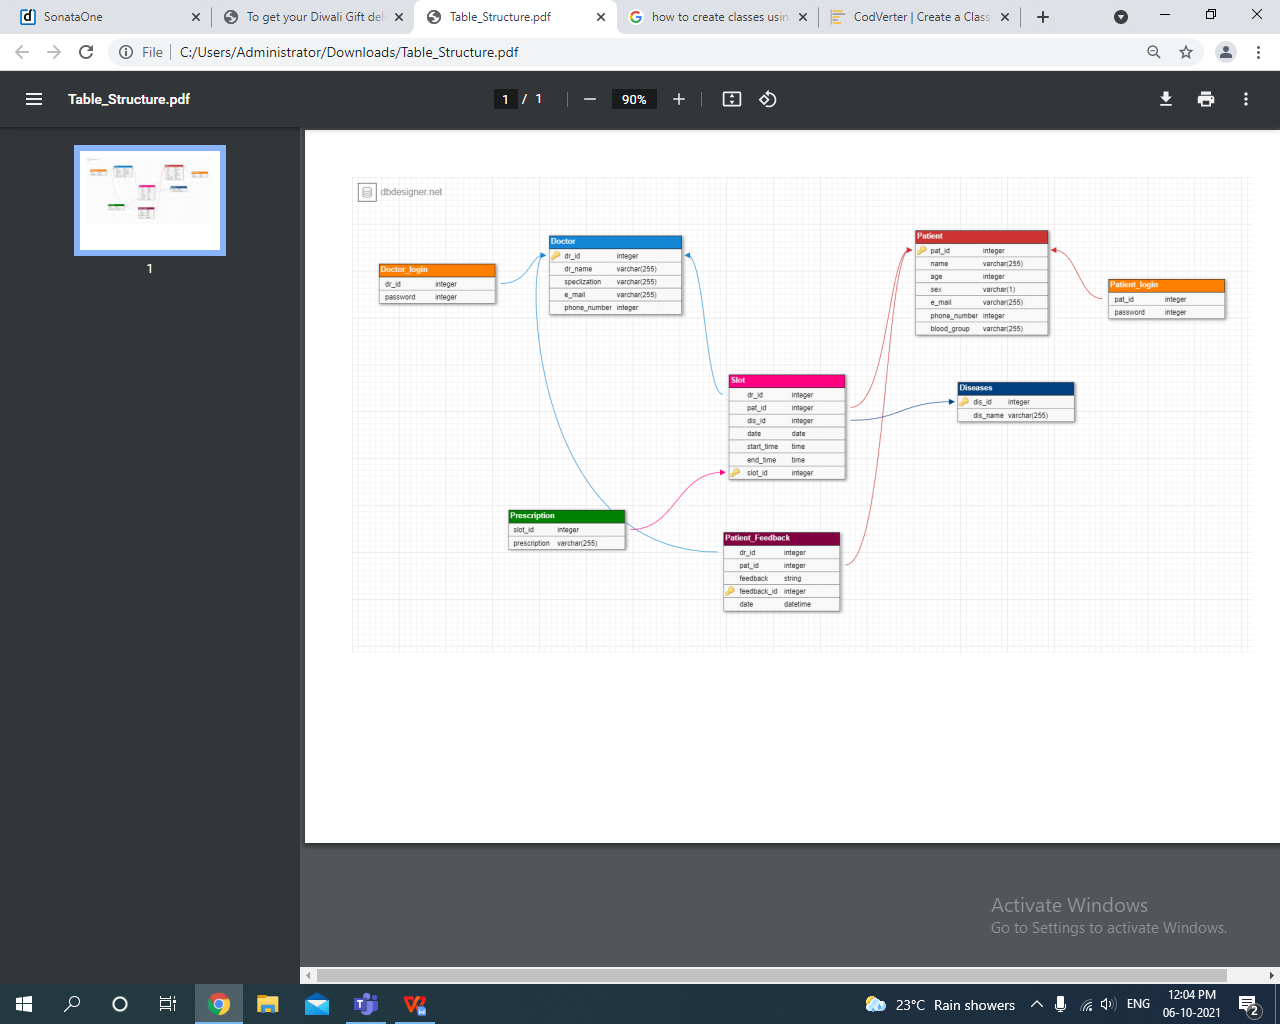 SonataOne
To get your Diwali Gift del
Table_Structure.pdf
how to create classes usin
CodVerter | Create a Class
File
C:/Users/Administrator/Downloads/Table_Structure.pdf
Table_Structure.pdf
1 / 1
90%
1
dbdesigner.net
Doctor_login
dr_id integer
password integer
Doctor
dr_id integer
dr_name varchar(255)
speclization varchar(255)
e_mail varchar(255)
phone_number integer
Patient
pat_id integer
name varchar(255)
age integer
sex varchar(1)
e_mail varchar(255)
phone_number integer
blood_group varchar(255)
Patient_login
pat_id integer
password integer
Slot
dr_id integer
pat_id integer
dis_id integer
date date
start_time time
end_time time
slot_id integer
Diseases
dis_id integer
dis_name varchar(255)
Prescription
slot_id integer
prescription varchar(255)
Patient_Feedback
dr_id integer
pat_id integer
feedback string
feedback_id integer
date datetime
Activate Windows
Go to Settings to activate Windows.
23°C Rain showers
ENG
12:04 PM
06-10-2021
2